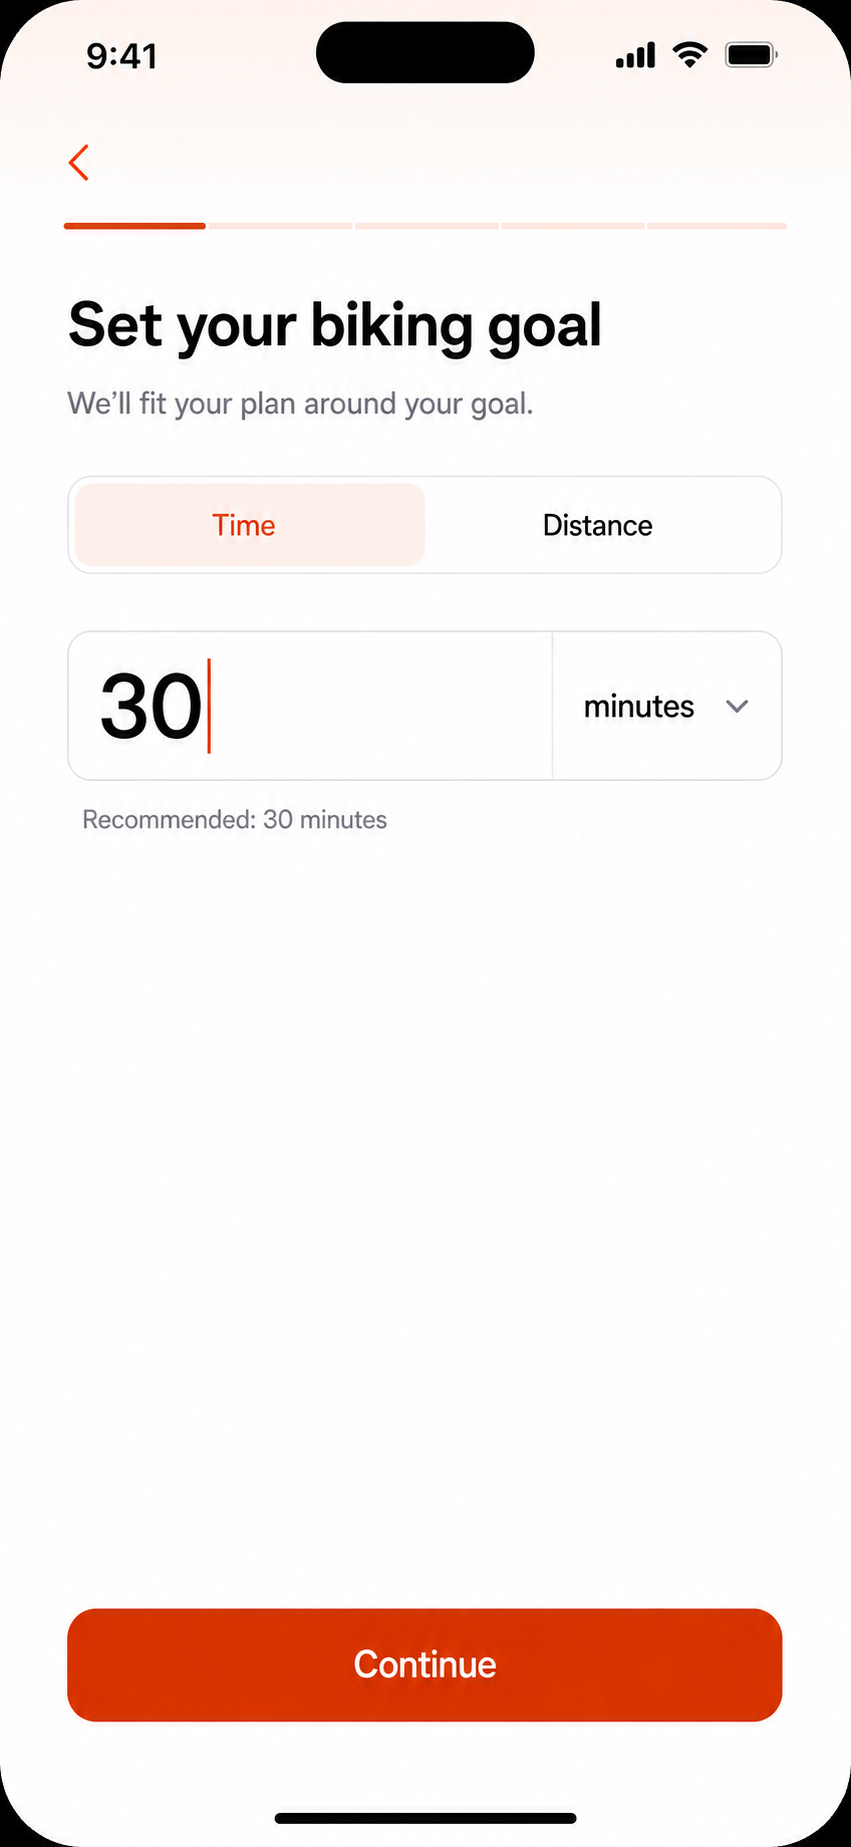 9:41
Set your biking goal
We’ll fit your plan around your goal.
Time
Distance
30
minutes
Recommended: 30 minutes
Continue